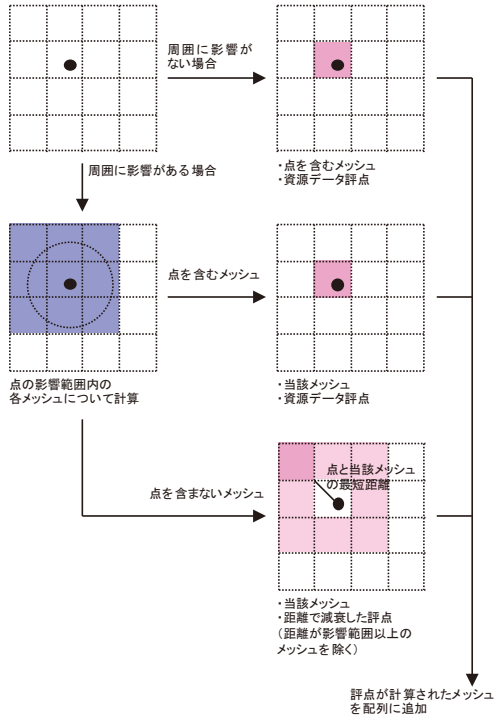 周囲に影響が
ない場合
・点を含むメッシュ
・資源データ評点
周囲に影響がある場合
点を含むメッシュ
点の影響範囲内の
各メッシュについて計算
・当該メッシュ
・資源データ評点
点を含まないメッシュ
点と当該メッシュ
の最短距離
・当該メッシュ
・距離で減衰した評点
(距離が影響範囲以上の
メッシュを除く)
評点が計算されたメッシュ
を配列に追加